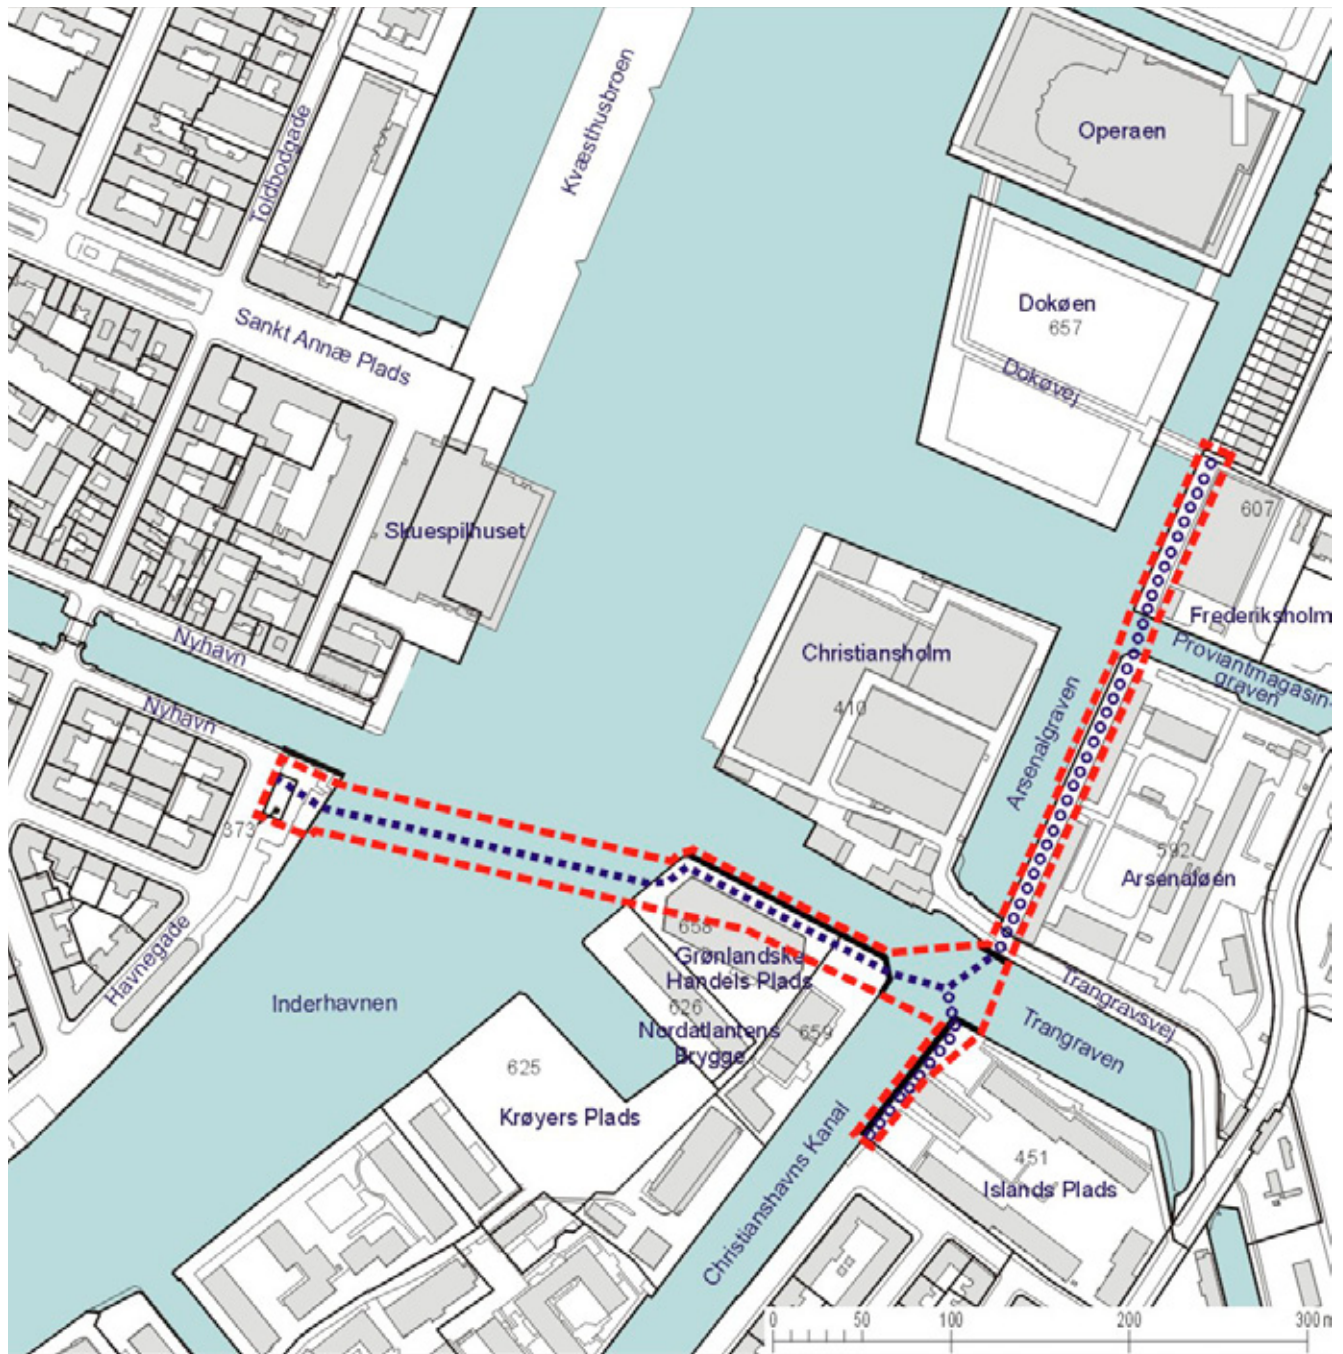 Operaen
Kvæsthusbroen
Toldbodgade
Dokøen
657
Sankt Annæ Plads
Dokøvej
607
Skuespilhuset
Frederiksholm
Nyhavn
Christiansholm
Proviantmagasin-
graven
Nyhavn
410
Arsenalgraven
373
592
Arsenaløen
658
Grønlandske
Handels Plads
Havnegade
Inderhavnen
626
Nordatlantens
Brygge
659
Trangravsvej
Trangraven
625
Krøyers Plads
Christianshavns Kanal
451
Islands Plads
0 50 100 200 300 m